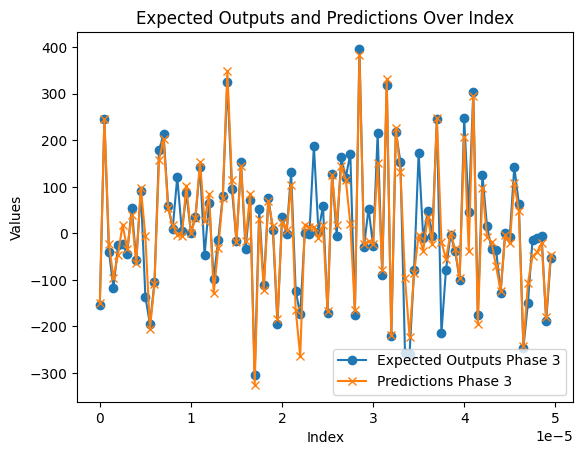 Expected Outputs and Predictions Over Index
400
300
200
100
0
−100
−200
−300
Values
Expected Outputs Phase 3
Predictions Phase 3
0 1 2 3 4 5
1e−5
Index